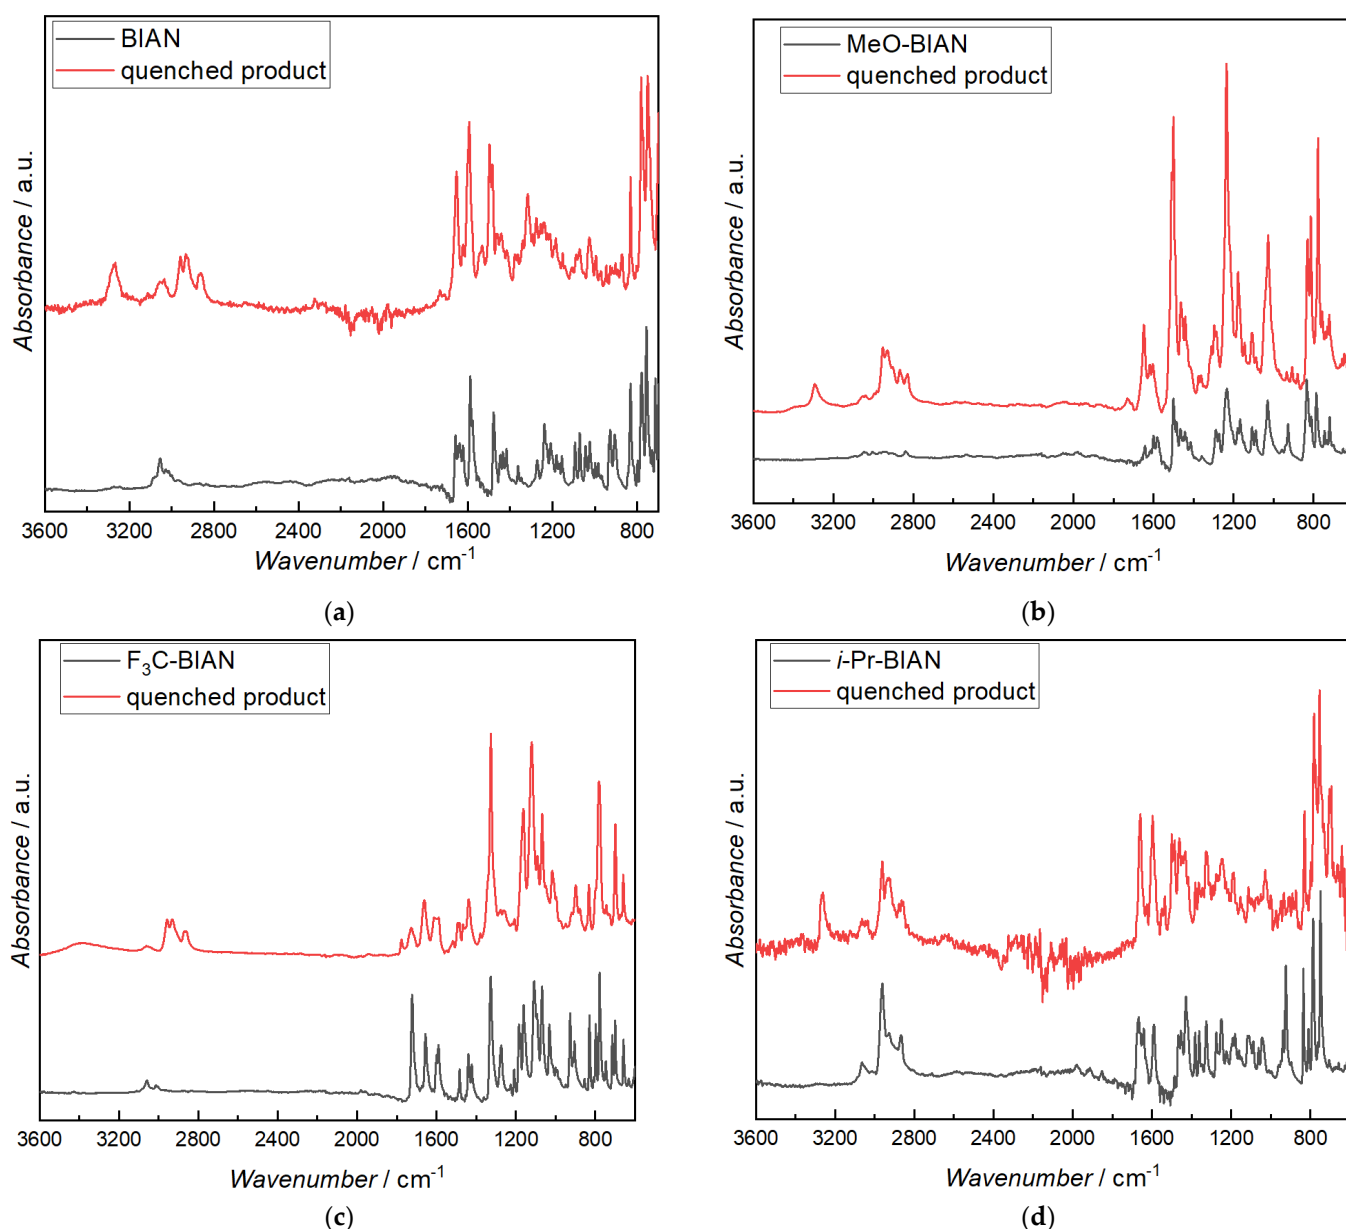 BIAN
quenched product
Absorbance / a.u.
3600 3200 2800 2400 2000 1600 1200 800
Wavenumber / cm-1
(a)
MeO-BIAN
quenched product
Absorbance / a.u.
3600 3200 2800 2400 2000 1600 1200 800
Wavenumber / cm-1
(b)
F3C-BIAN
quenched product
Absorbance / a.u.
3600 3200 2800 2400 2000 1600 1200 800
Wavenumber / cm-1
(c)
i-Pr-BIAN
quenched product
Absorbance / a.u.
3600 3200 2800 2400 2000 1600 1200 800
Wavenumber / cm-1
(d)